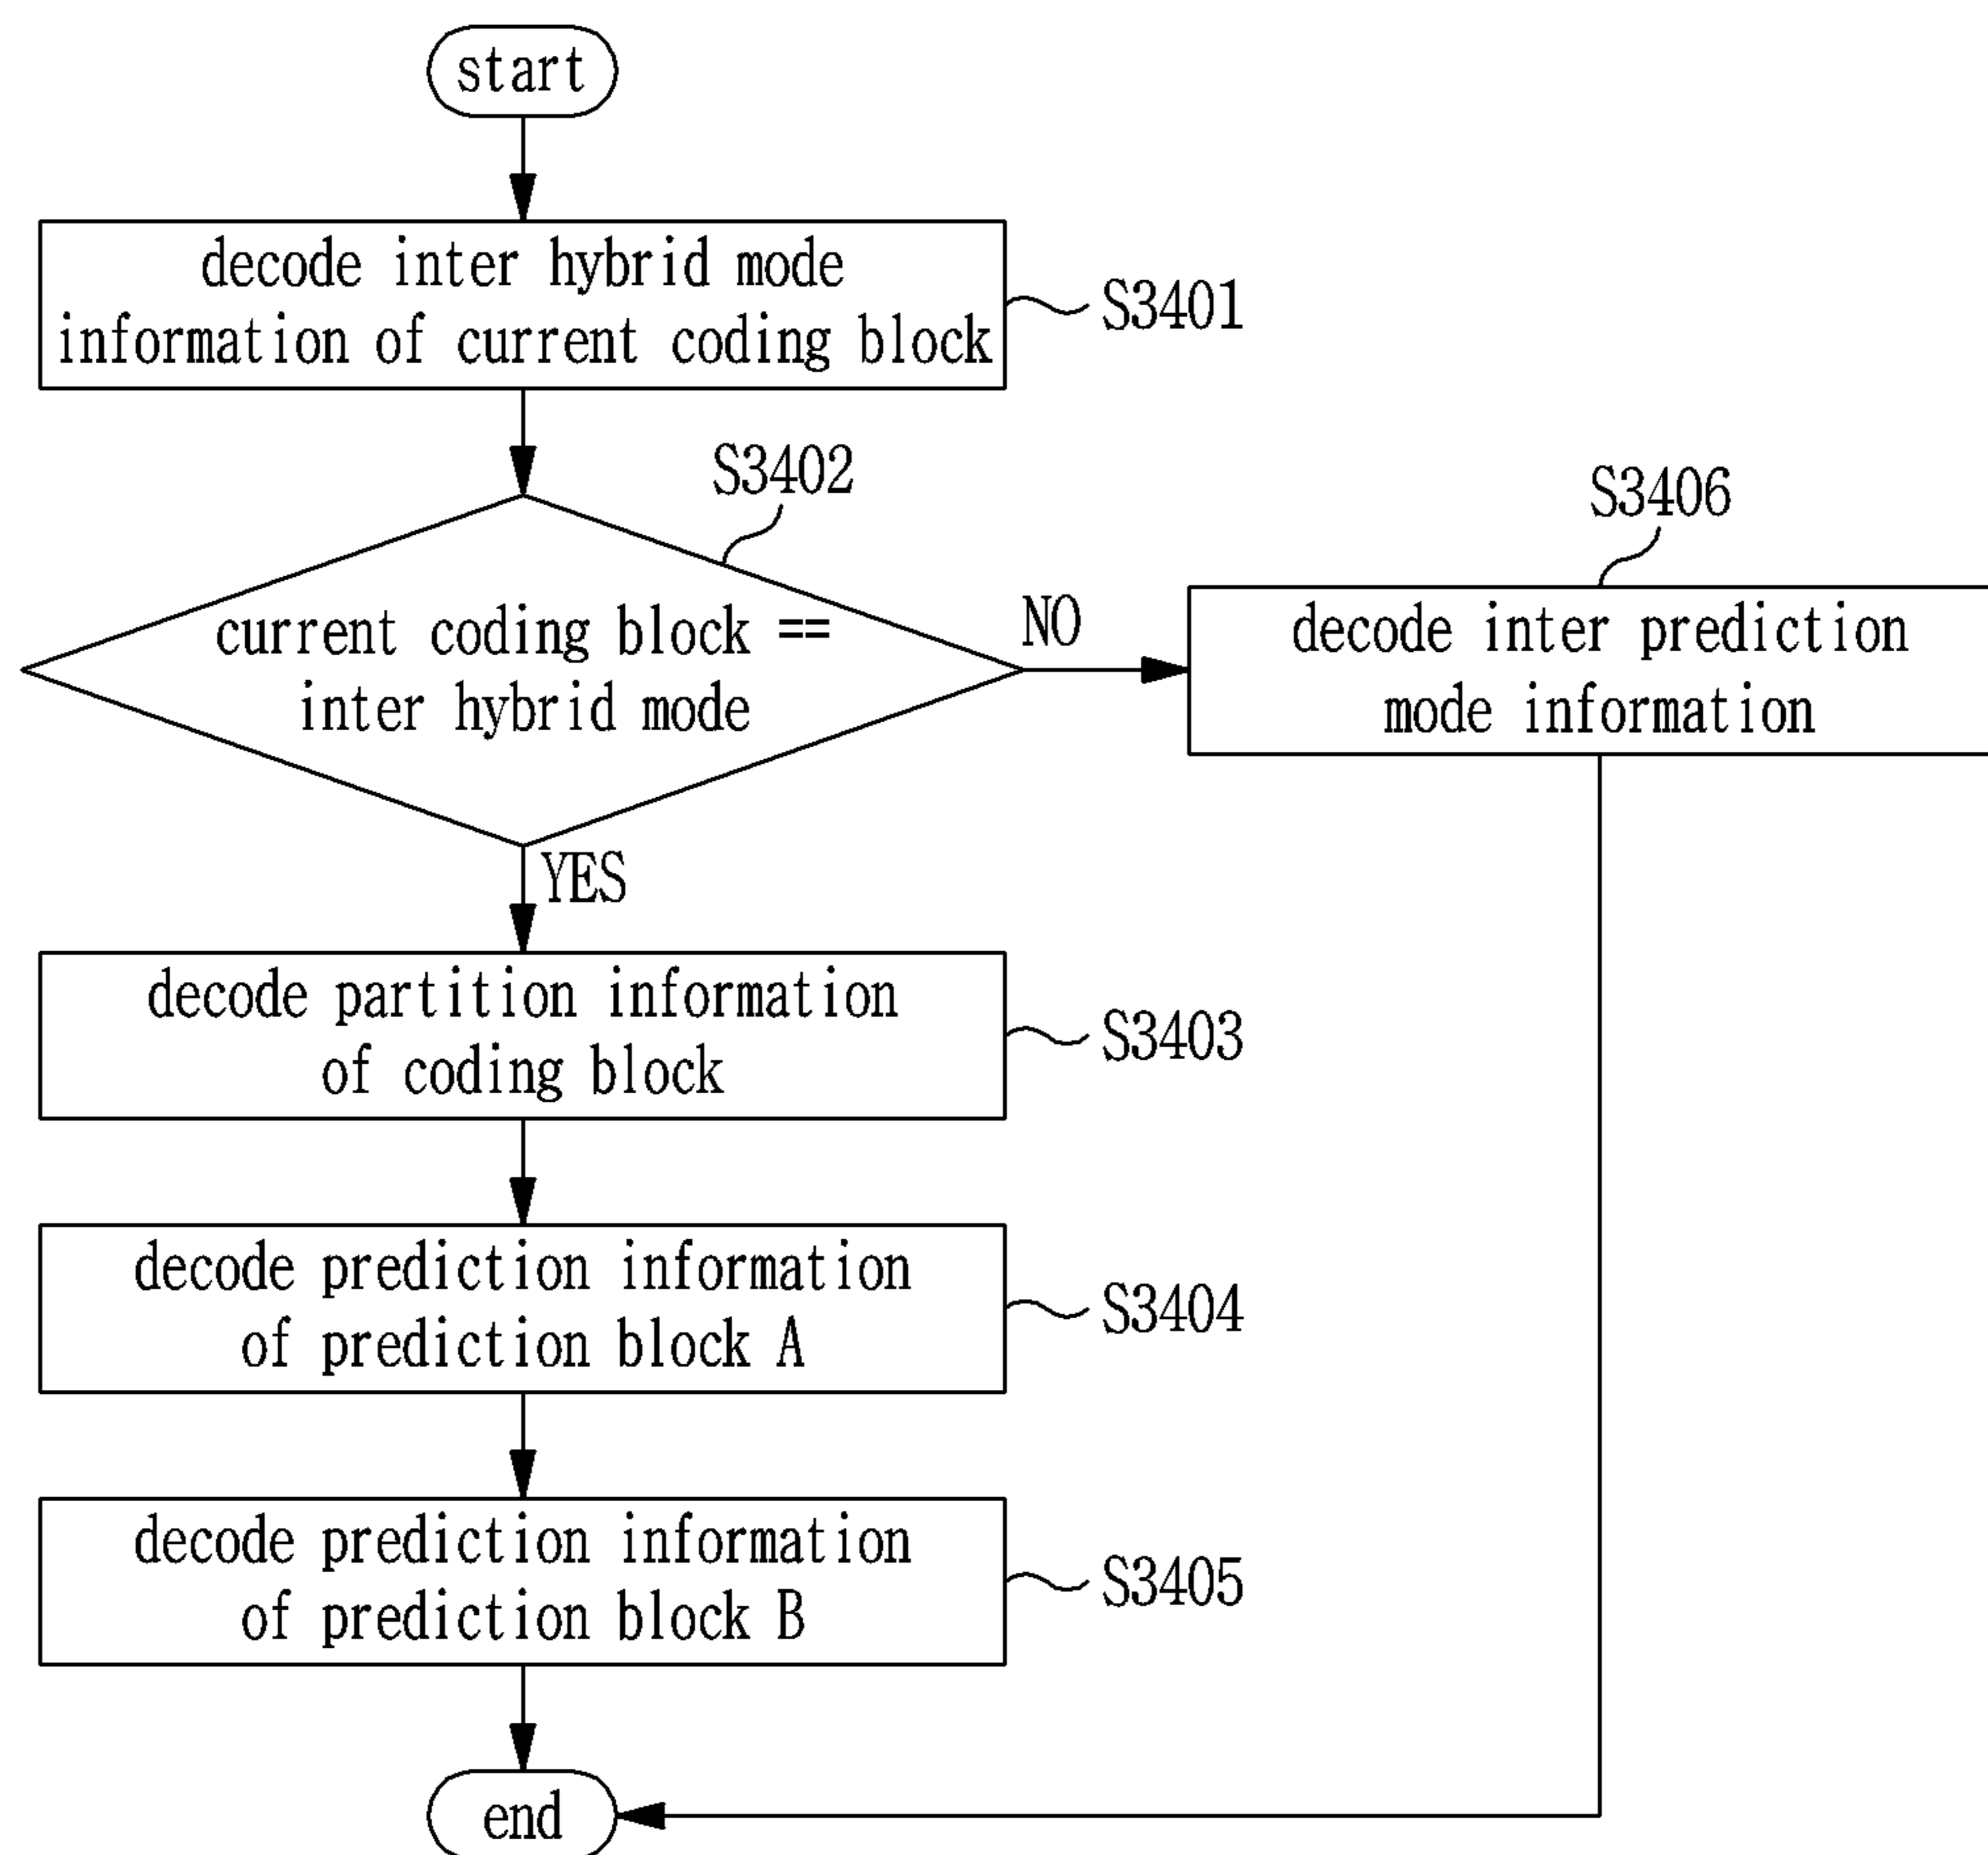 start
decode inter hybrid mode
information of current coding block
S3401
S3402
current coding block ==
inter hybrid mode
NO
S3406
decode inter prediction
mode information
YES
decode partition information
of coding block
S3403
decode prediction information
of prediction block A
S3404
decode prediction information
of prediction block B
S3405
end